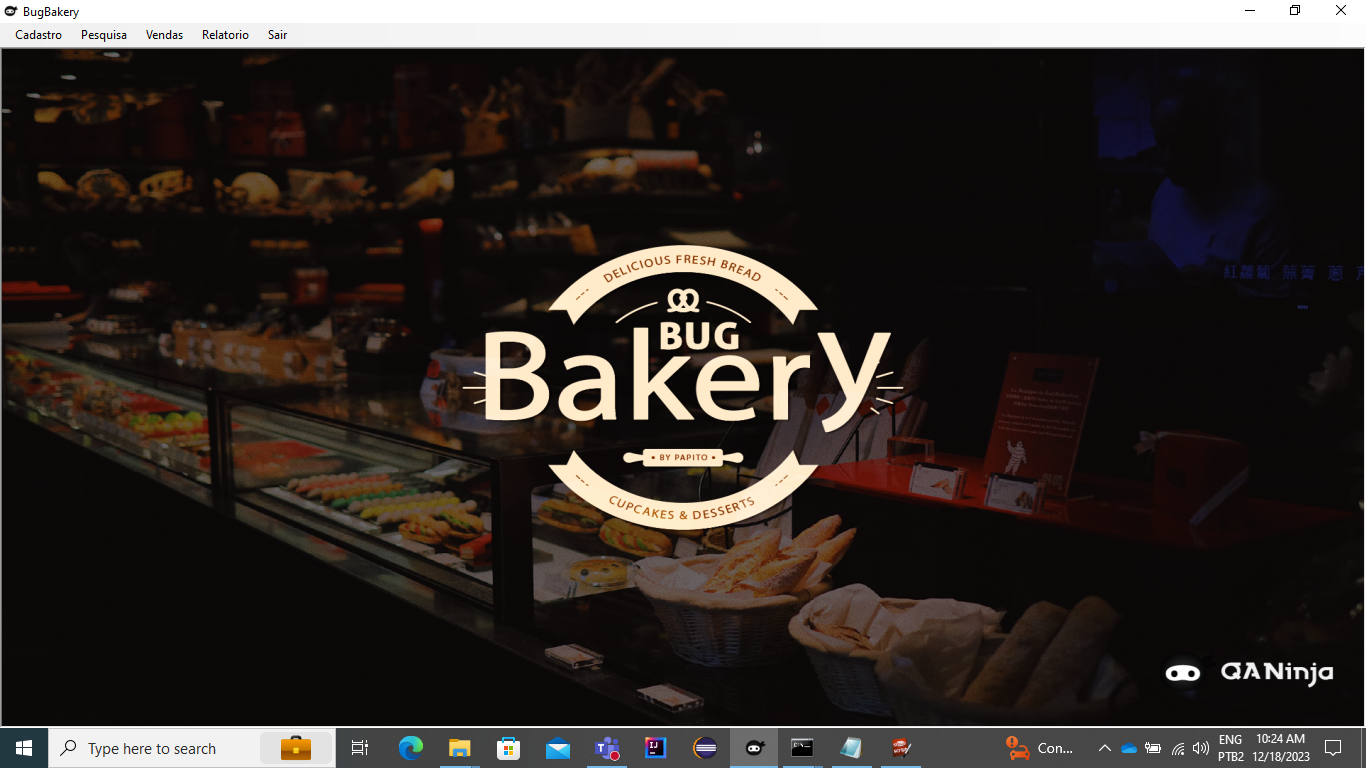 BugBakery
Cadastro Pesquisa Vendas Relatorio Sair
DELICIOUS FRESH BREAD
BUG
Bakery
• BY PAPITO •
CUPCAKES & DESSERTS
QANinja
Type here to search
Con...
ENG
PTB2
10:24 AM
12/18/2023